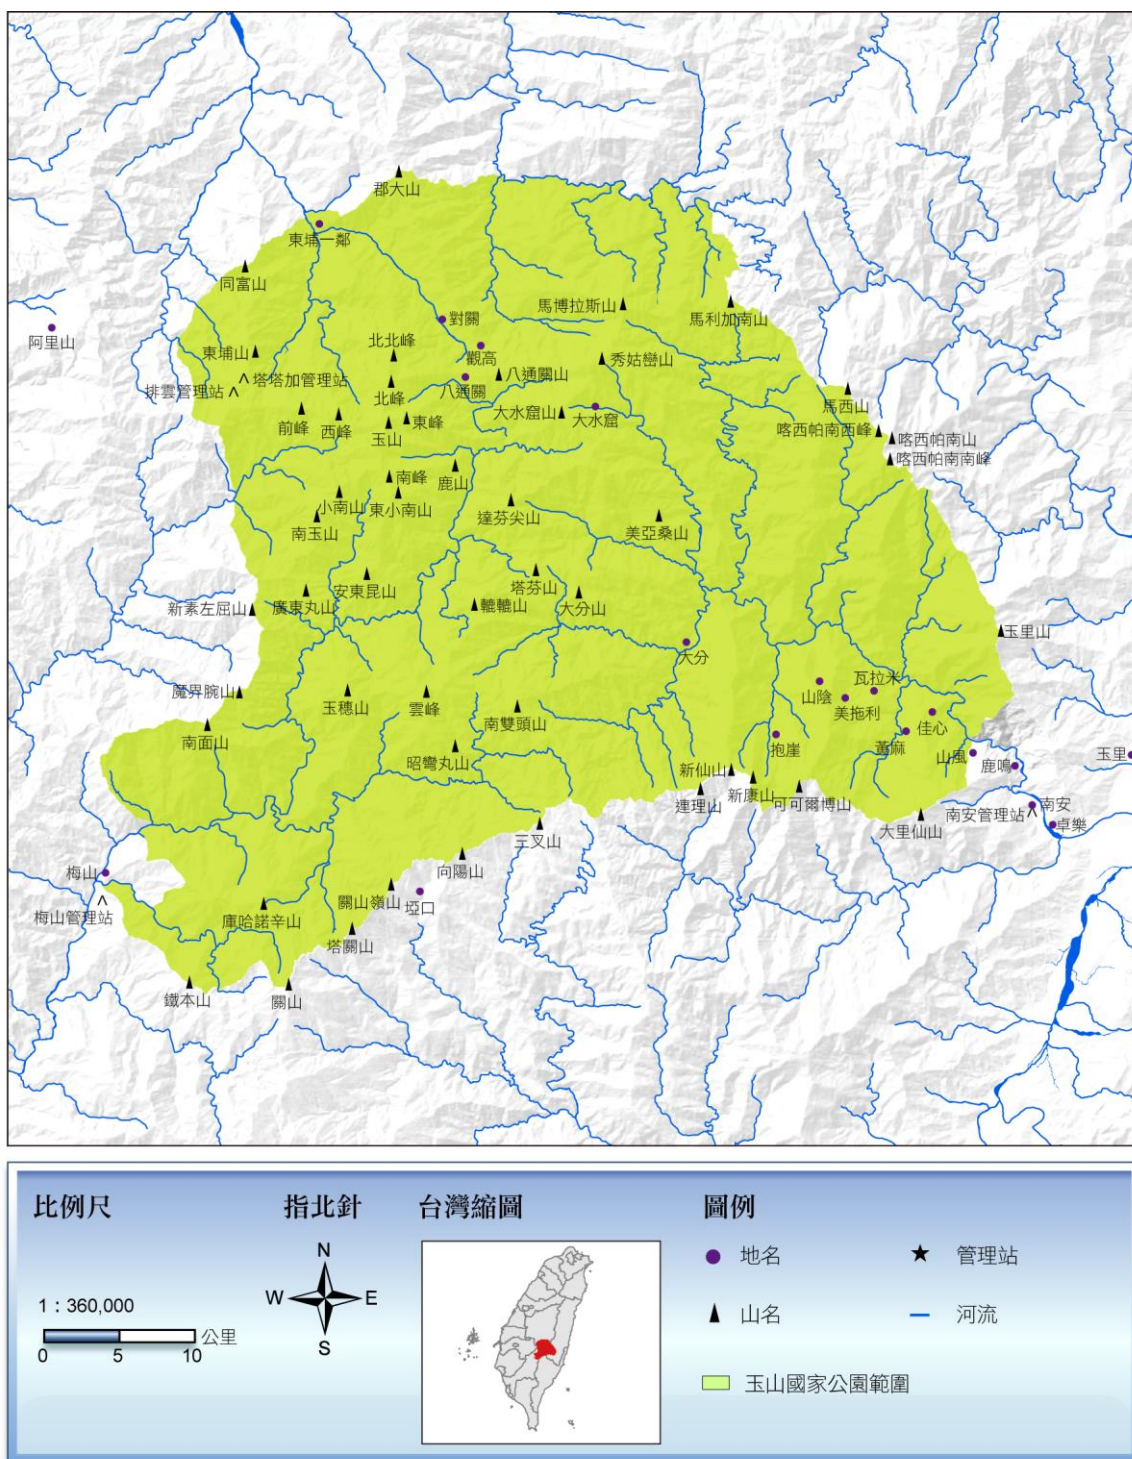 郡大山
東埔一鄰
同富山
馬博拉斯山
馬利加南山
對關
阿里山
東埔山
北北峰
觀高
秀姑巒山
塔塔加管理站
排雲管理站
北峰
八通關
八通關山
馬西山
前峰
西峰
玉山
東峰
大水窟山
大水窟
喀西帕南西峰
喀西帕南山
喀西帕南南峰
南峰
鹿山
小南山
東小南山
達芬尖山
美亞桑山
南玉山
安東昆山
塔芬山
新素左屈山
廣東丸山
轆轆山
大分山
玉里山
大分
魔界腕山
玉穗山
雲峰
南雙頭山
山陰
瓦拉米
美拖利
佳心
南面山
昭彎丸山
抱崖
黃麻
山風
鹿鳴
玉里
新仙山
連理山
新康山
可可爾博山
大里仙山
南安管理站
南安
卓樂
三叉山
向陽山
梅山
梅山管理站
關山嶺山
埡口
庫哈諾辛山
塔關山
鐵本山
關山
比例尺
指北針
台灣縮圖
圖例
N
W
E
S
1：360,000
公里
0
5
10
地名
管理站
山名
河流
玉山國家公園範圍